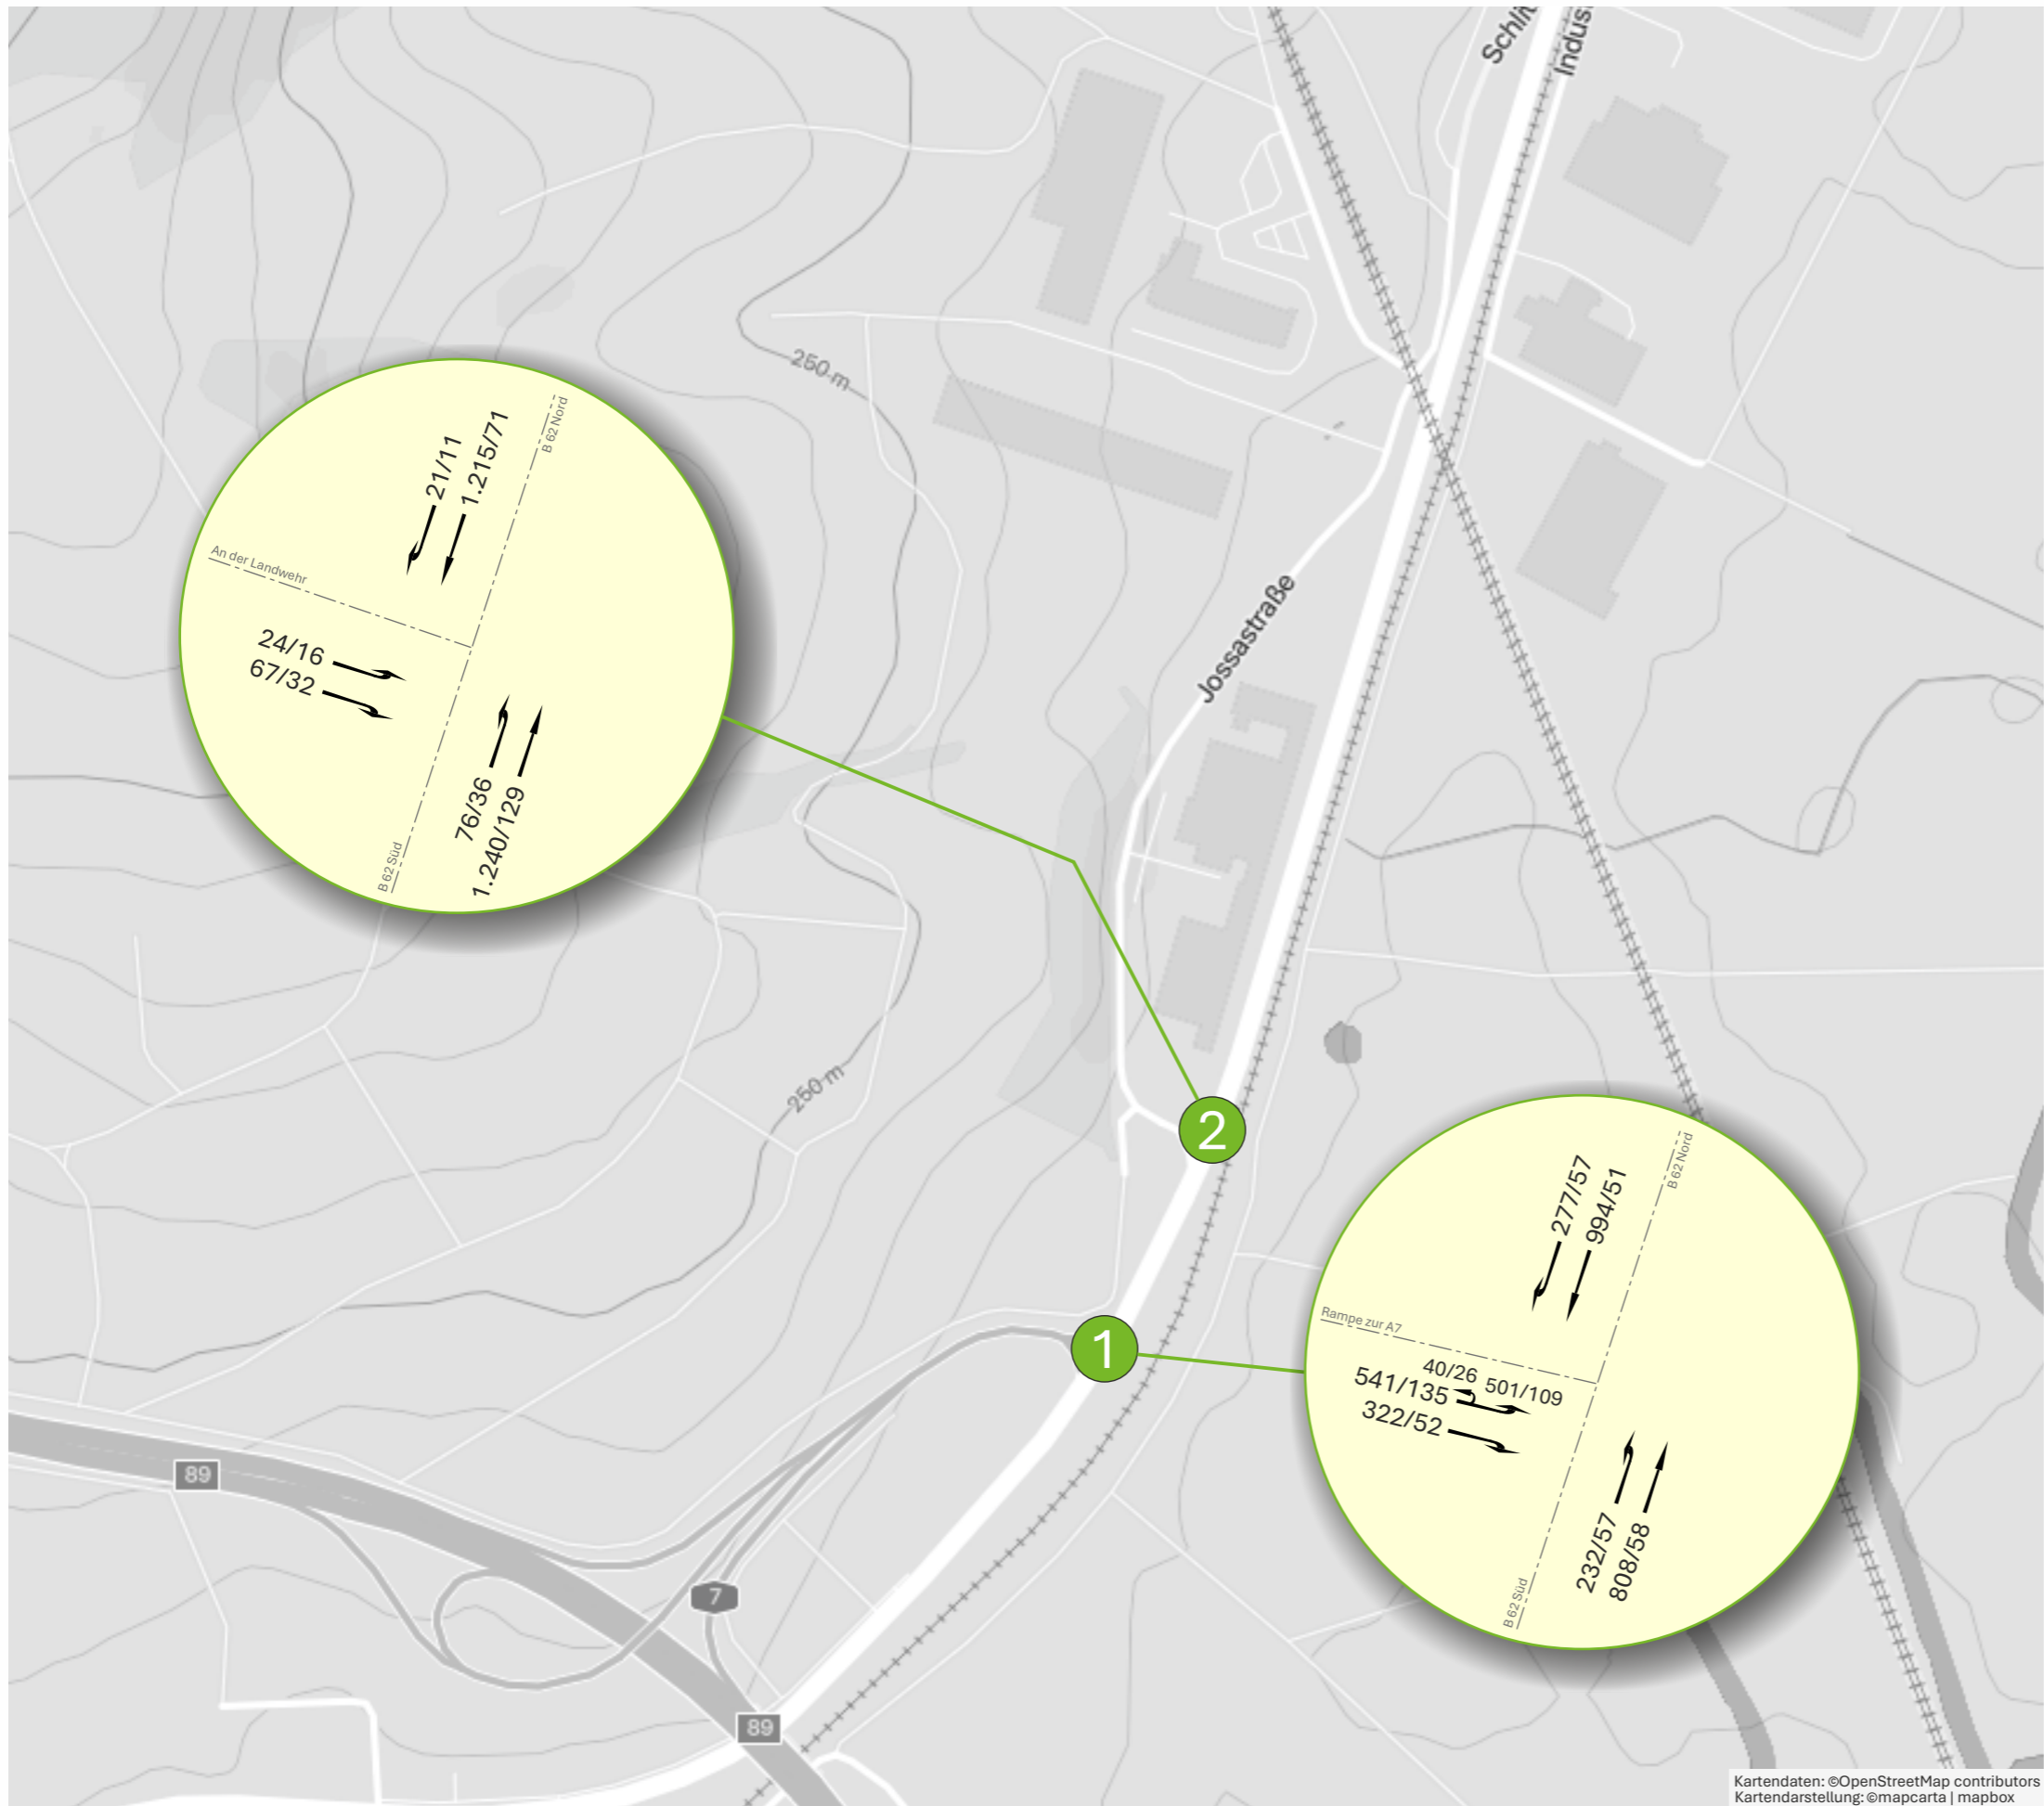 Schlit
Indus
250 m
B 62 Nord
21/11
1.215/71
An der Landwehr
24/16
67/32
76/36
1.240/129
B 62 Süd
Jossastraße
2
250 m
B 62 Nord
277/57
994/51
1
Rampe zur A7
40/26
501/109
541/135
322/52
232/57
808/58
B 62 Süd
89
7
89
Kartendaten: ©OpenStreetMap contributors
Kartendarstellung: ©mapcarta | mapbox